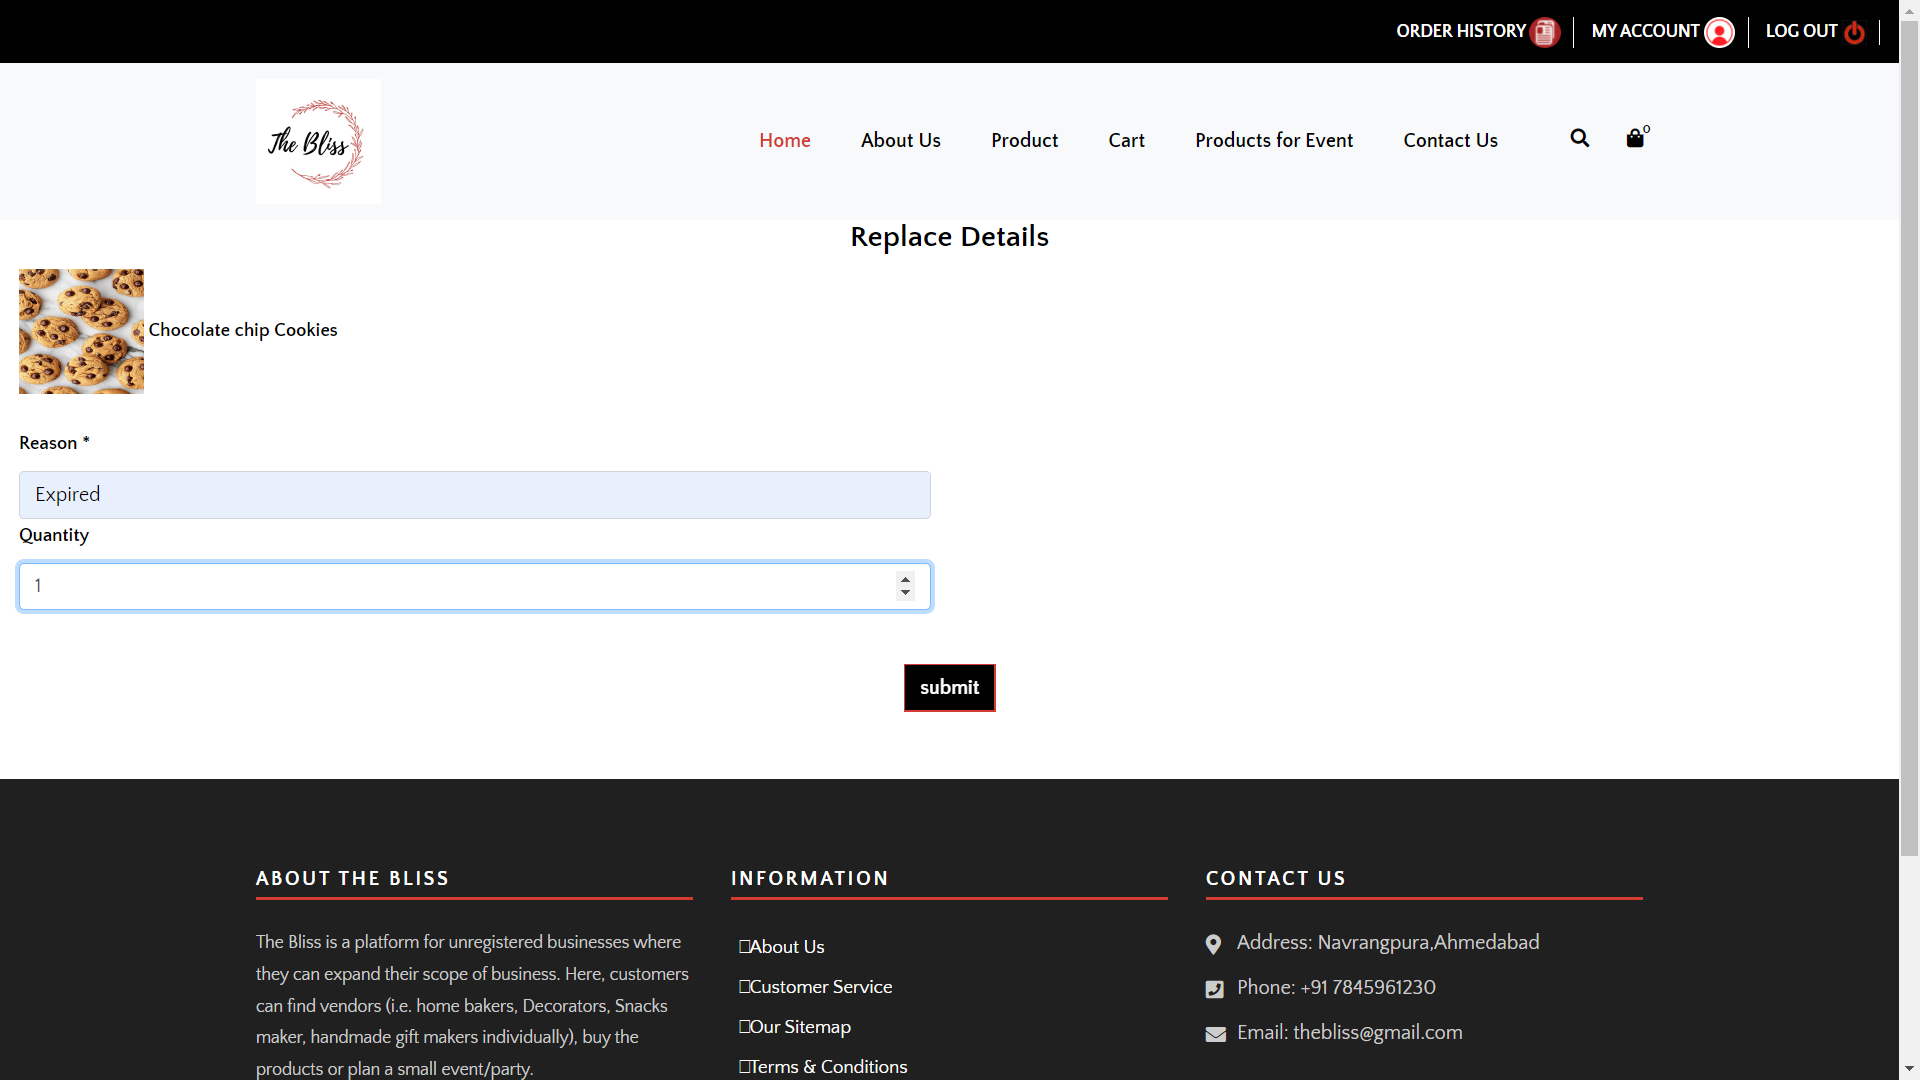 ORDER HISTORY
MY ACCOUNT
LOG OUT
The Bliss
Home
About Us
Product
Cart
Products for Event
Contact Us
0
Replace Details
Chocolate chip Cookies
Reason *
Expired
Quantity
1
submit
ABOUT THE BLISS
The Bliss is a platform for unregistered businesses where
they can expand their scope of business. Here, customers
can find vendors (i.e. home bakers, Decorators, Snacks
maker, handmade gift makers individually), buy the
products or plan a small event/party.
INFORMATION
About Us
Customer Service
Our Sitemap
Terms & Conditions
CONTACT US
Address: Navrangpura,Ahmedabad
Phone: +91 7845961230
Email: thebliss@gmail.com